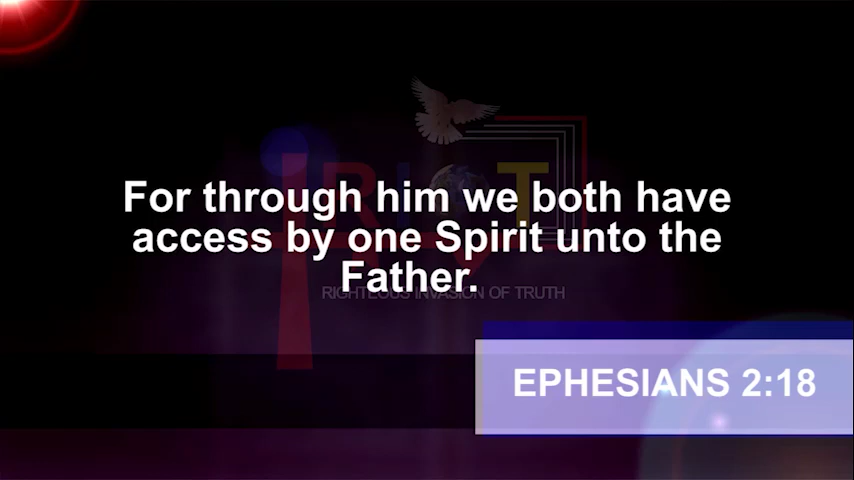 RIOT
For through him we both have
access by one Spirit unto the
Father.
RIGHTEOUS INVASION OF TRUTH
EPHESIANS 2:18